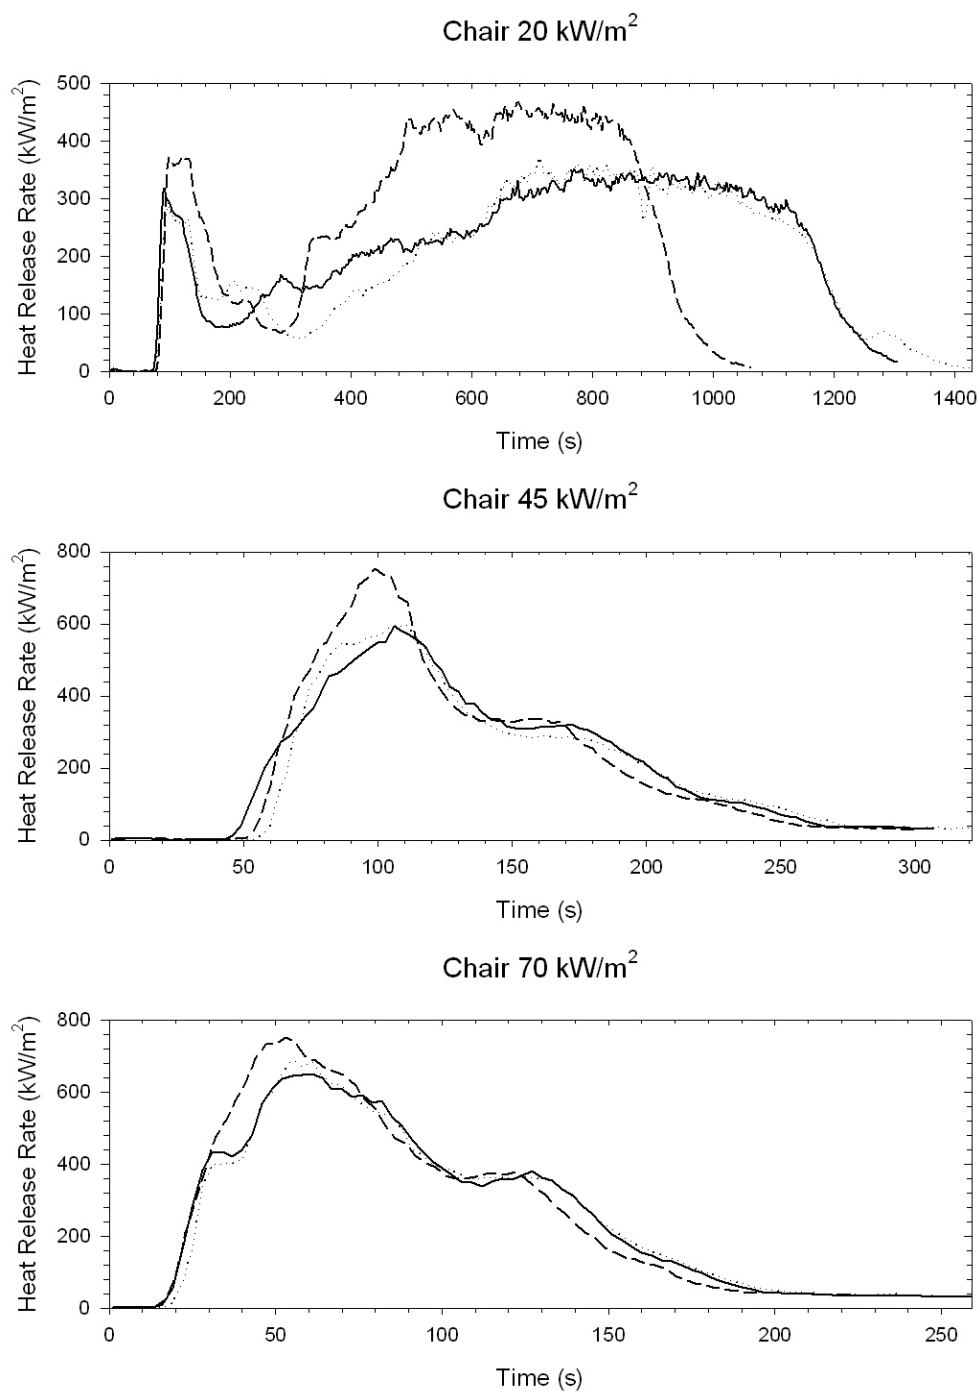 Chair 20 kW/m²
Heat Release Rate (kW/m²)
500
400
300
200
100
0
0 200 400 600 800 1000 1200 1400
Time (s)
Chair 45 kW/m²
Heat Release Rate (kW/m²)
800
600
400
200
0
0 50 100 150 200 250 300
Time (s)
Chair 70 kW/m²
Heat Release Rate (kW/m²)
800
600
400
200
0
0 50 100 150 200 250
Time (s)